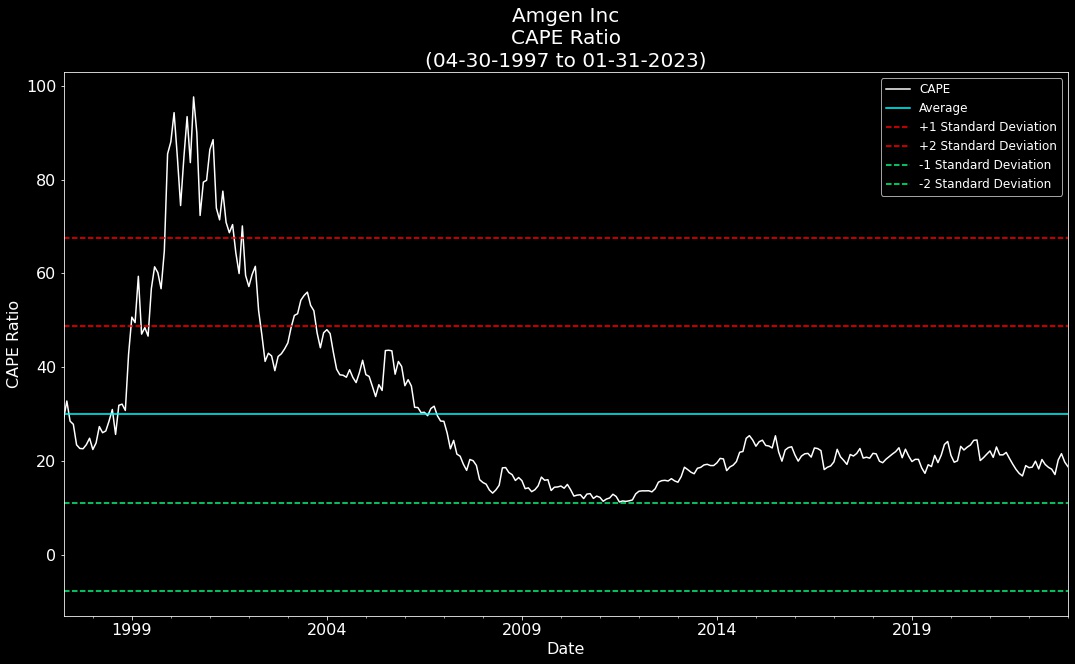 Amgen Inc
CAPE Ratio
(04-30-1997 to 01-31-2023)
CAPE
Average
+1 Standard Deviation
+2 Standard Deviation
-1 Standard Deviation
-2 Standard Deviation
100
80
60
40
20
0
CAPE Ratio
1999
2004
2009
2014
2019
Date